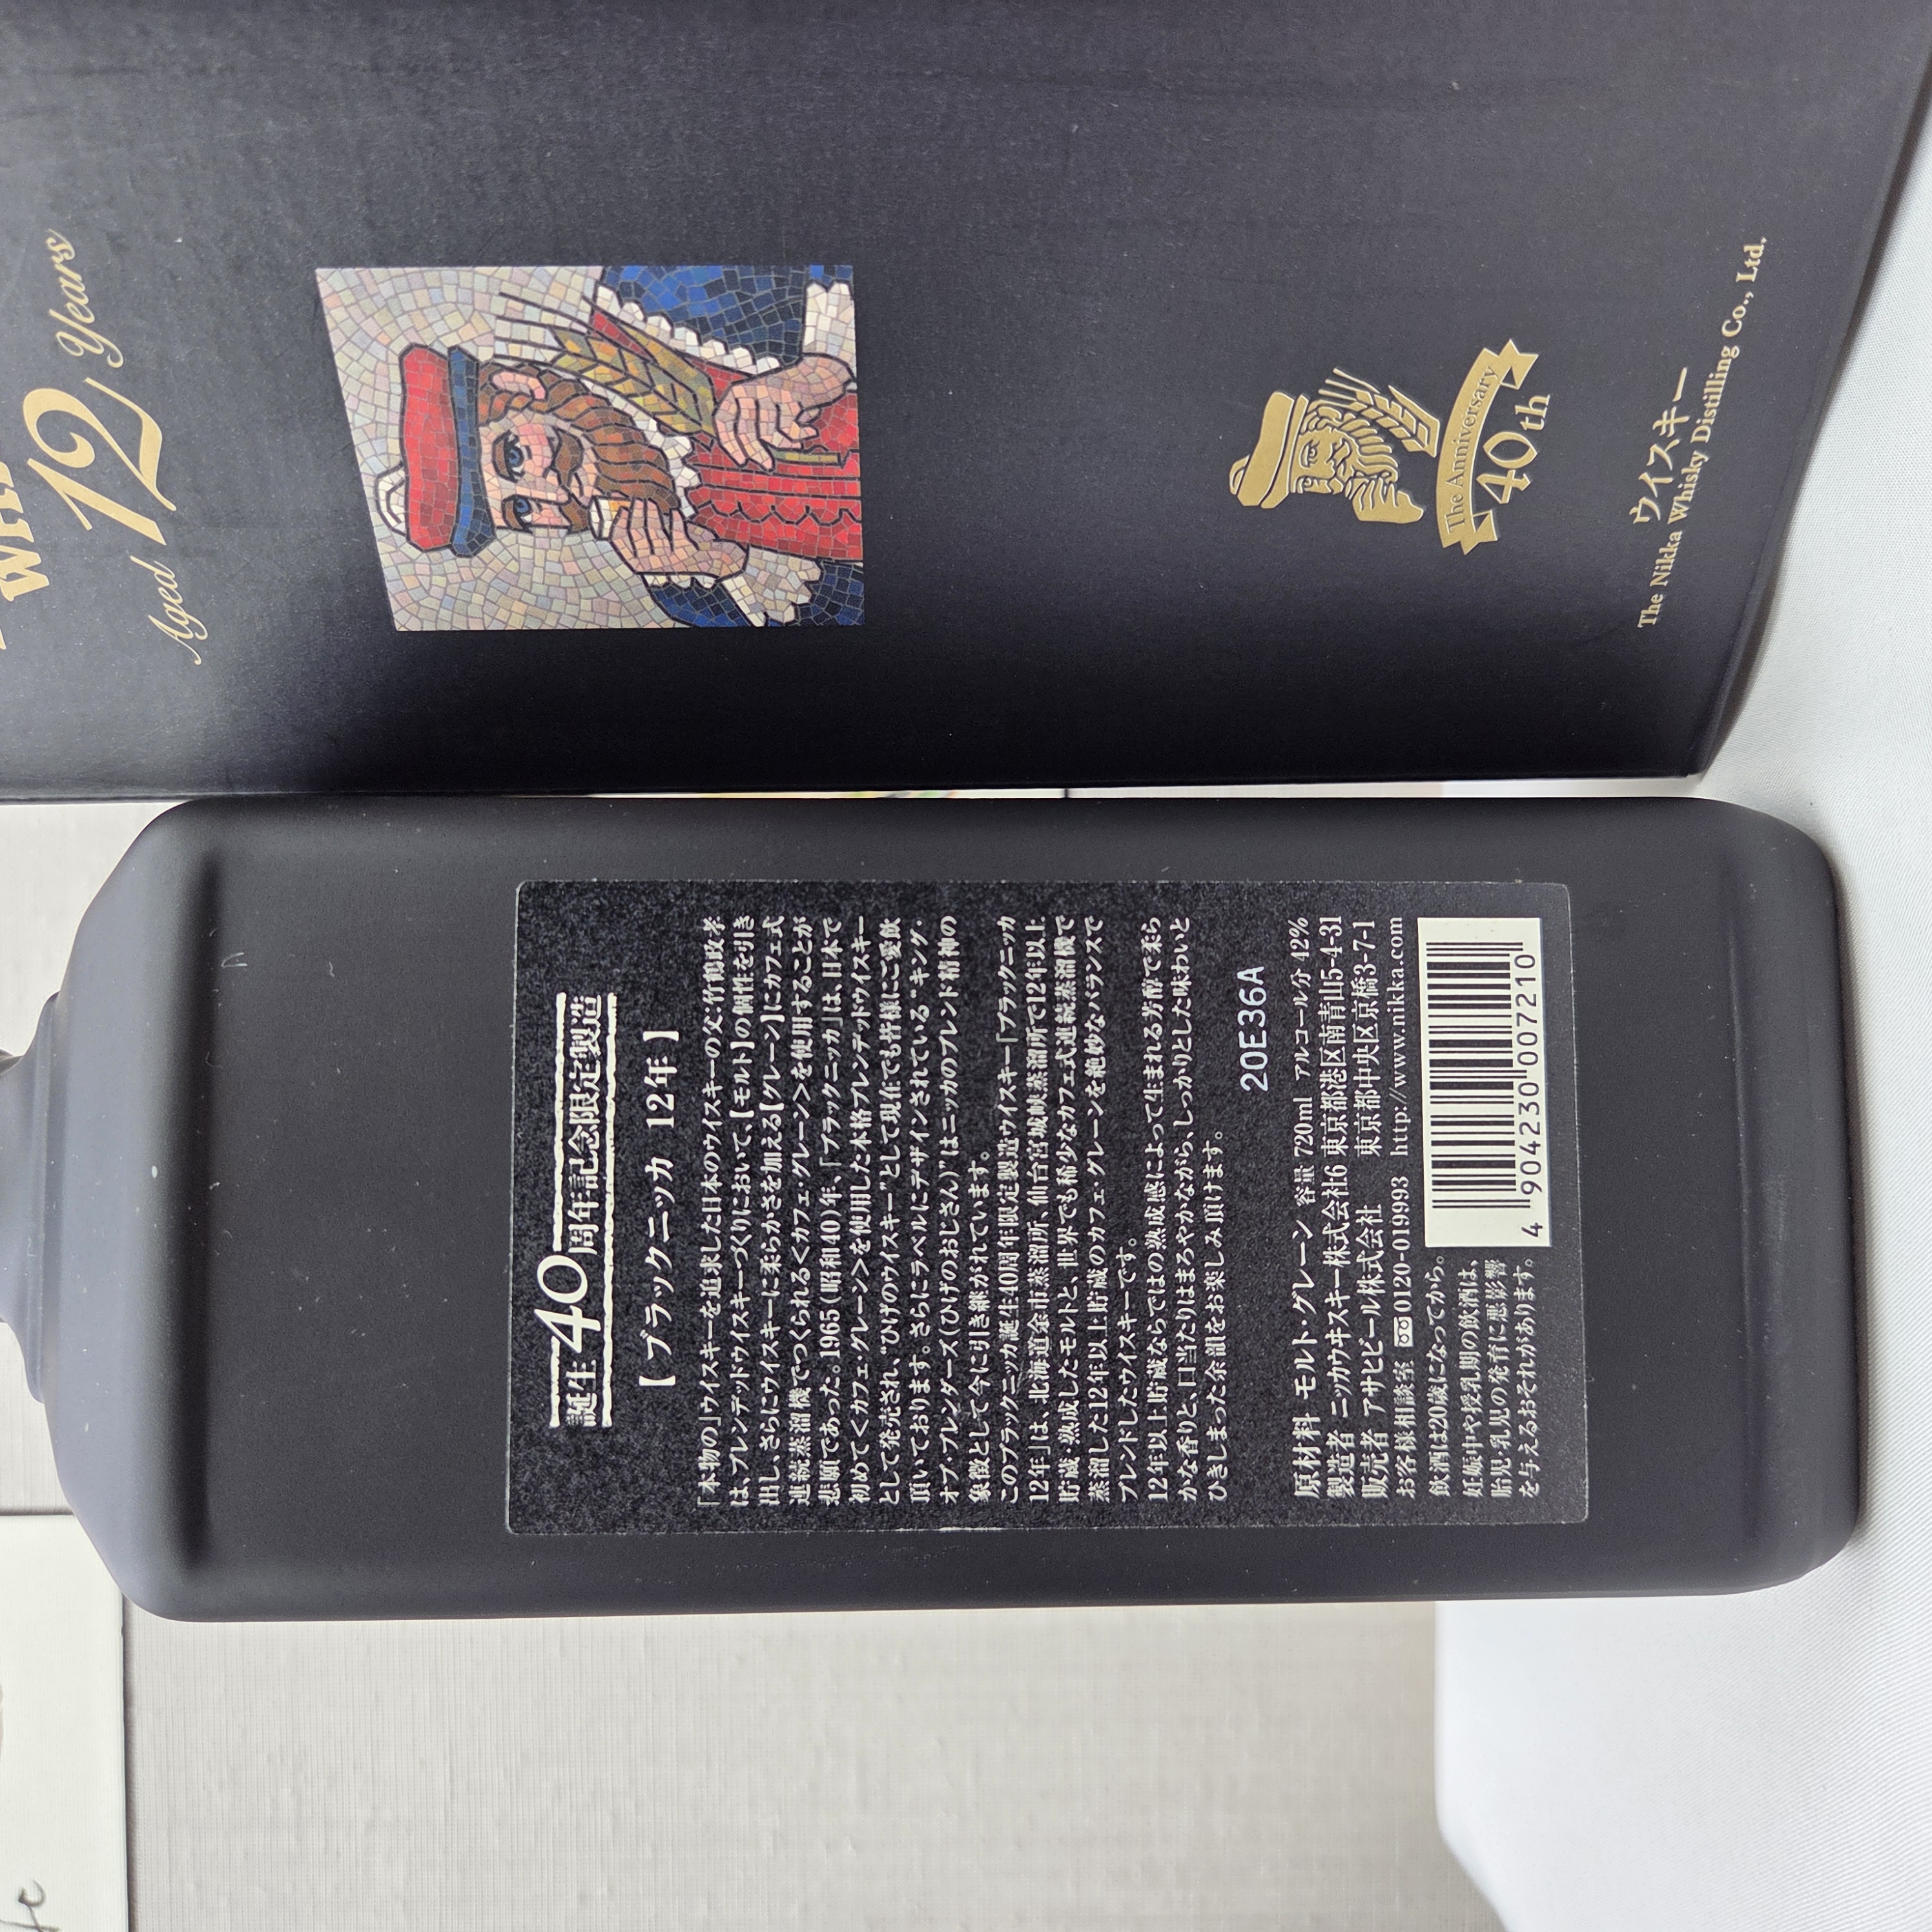 Aged 12 Years
The Anniversary
40th
ウイスキー
The Nikka Whisky Distilling Co., Ltd.
誕生40周年記念限定製造
【 ブラックニッカ 12年 】
「本物の」ウイスキーを追求した日本のウイスキーの父・竹鶴政孝
は、ブレンデッドウイスキーづくりにおいて、【モルト】の個性を引き
出し、さらにウイスキーに柔らかさを加える【グレーン】にカフェ式
連続蒸溜機でつくられる<カフェ・グレーン>を使用することが
悲願であった。1965(昭和40)年、「ブラックニッカ」は、日本で
初めて<カフェ・グレーン>を使用した本格ブレンデッドウイスキー
として発売され、“ひげのウイスキー”として現在でも皆様にご愛飲
頂いております。さらにラベルにデザインされている“キング・
オブ・ブレンダーズ(ひげのおじさん)”はニッカのブレンド精神の
象徴として今に引き継がれています。
このブラックニッカ誕生40周年限定製造ウイスキー「ブラックニッカ
12年」は、北海道余市蒸溜所、仙台宮城峡蒸溜所で12年以上
貯蔵・熟成したモルトと、世界でも稀少なカフェ式連続蒸溜機で
蒸溜した12年以上貯蔵のカフェ・グレーンを絶妙なバランスで
ブレンドしたウイスキーです。
12年以上貯蔵ならではの熟成感によって生まれる芳醇で柔ら
かな香りと、口当たりはまろやかながら、しっかりとした味わいと
ひきしまった余韻をお楽しみ頂けます。
20E36A
原材料 モルト・グレーン 容量 720ml アルコール分 42%
製造者 ニッカウヰスキー株式会社6 東京都港区南青山5-4-31
販売者 アサヒビール株式会社 東京都中央区京橋3-7-1
お客様相談室 0120-019993 http://www.nikka.com
飲酒は20歳になってから。
妊娠中や授乳期の飲酒は、
胎児・乳児の発育に悪影響
を与えるおそれがあります。
4 904230 007210